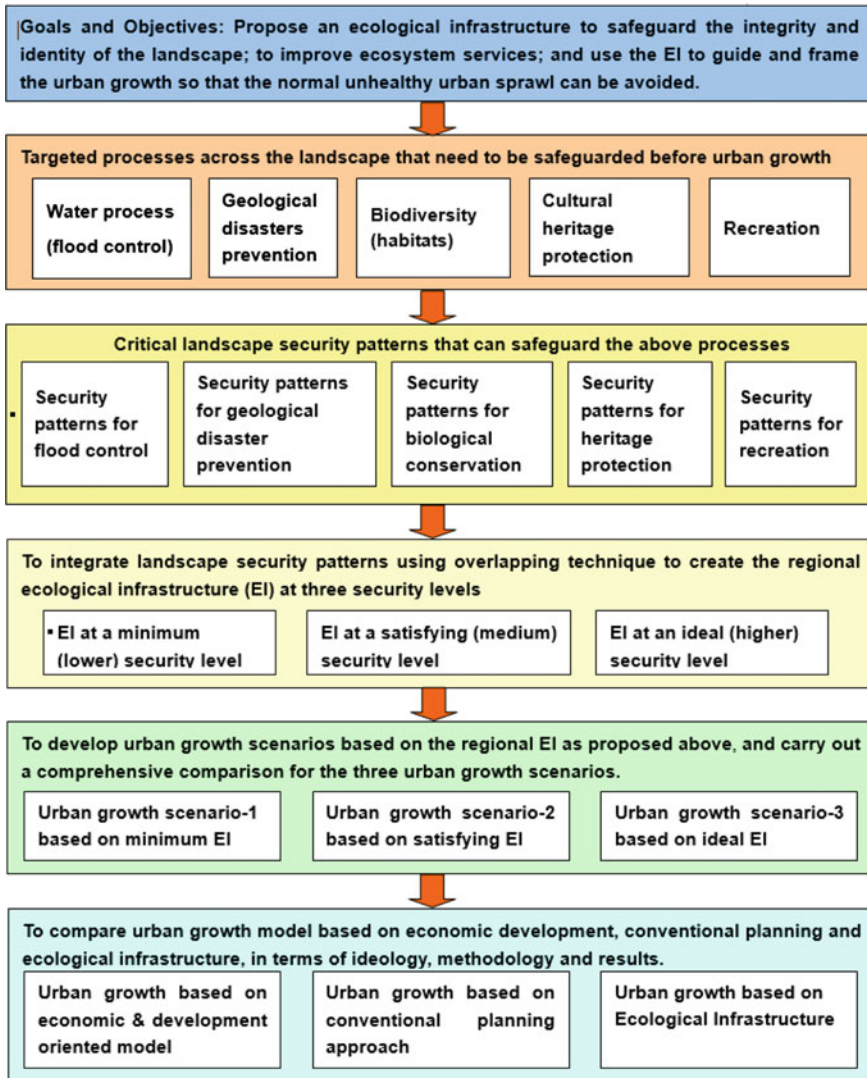 Goals and Objectives: Propose an ecological infrastructure to safeguard the integrity and
identity of the landscape; to improve ecosystem services; and use the EI to guide and frame
the urban growth so that the normal unhealthy urban sprawl can be avoided.
Targeted processes across the landscape that need to be safeguarded before urban growth
Water process
(flood control)
Geological
disasters
prevention
Biodiversity
(habitats)
Cultural
heritage
protection
Recreation
Critical landscape security patterns that can safeguard the above processes
Security
patterns for
flood control
Security patterns
for geological
disaster
prevention
Security
patterns for
biological
conservation
Security
patterns for
heritage
protection
Security
patterns for
recreation
To integrate landscape security patterns using overlapping technique to create the regional
ecological infrastructure (EI) at three security levels
▪ EI at a minimum
(lower) security level
EI at a satisfying (medium)
security level
EI at an ideal (higher)
security level
To develop urban growth scenarios based on the regional EI as proposed above, and carry out
a comprehensive comparison for the three urban growth scenarios.
Urban growth scenario-1
based on minimum EI
Urban growth scenario-2
based on satisfying EI
Urban growth scenario-3
based on ideal EI
To compare urban growth model based on economic development, conventional planning and
ecological infrastructure, in terms of ideology, methodology and results.
Urban growth based on
economic & development
oriented model
Urban growth based on
conventional planning
approach
Urban growth based on
Ecological Infrastructure